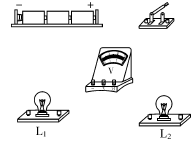 − +
V
L₁ L₂